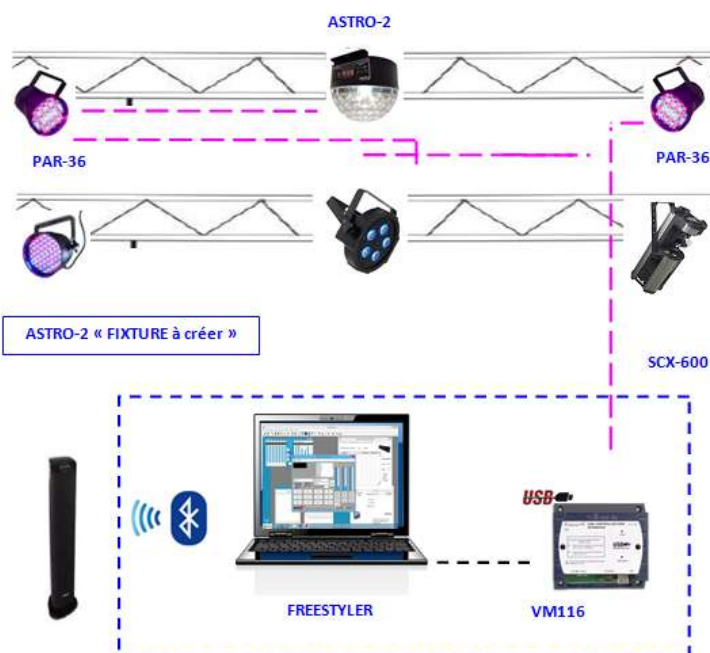 ASTRO-2
PAR-36
PAR-36
ASTRO-2 « FIXTURE à créer »
SCX-600
USB
FREESTYLER
VM116